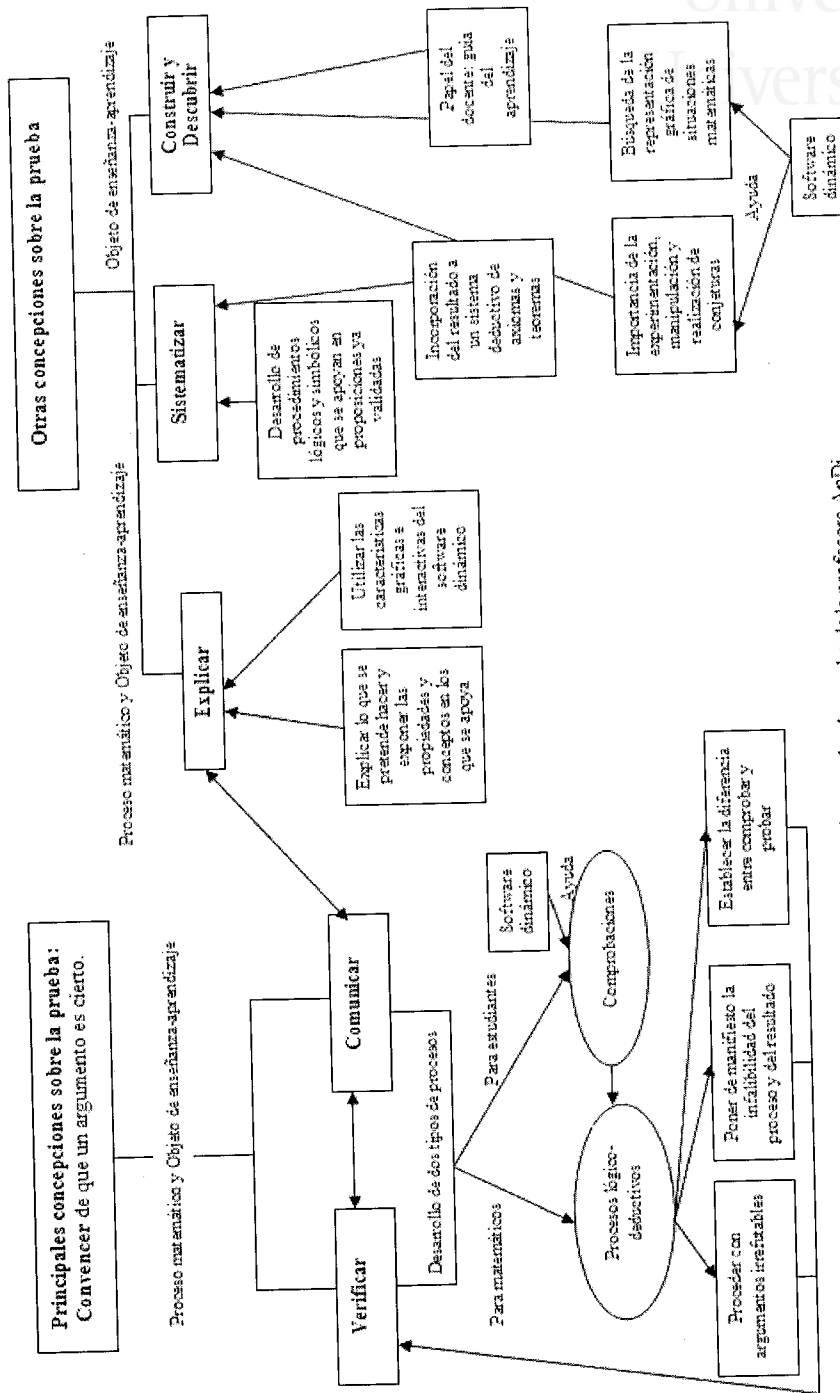 Principales concepciones sobre la prueba:
Convencer de que un argumento es cierto.
Proceso matemático y Objeto de enseñanza-aprendizaje
Verificar
Comunicar
Desarrollo de dos tipos de procesos
Para matemáticos
Para estudiantes
Software
dinámico
Ayuda
Procesos lógico-
deductivos
Comprobaciones
Proceder con
argumentos irrefutables
Poner de manifiesto la
infalibilidad del
proceso y del resultado
Establecer la diferencia
entre comprobar y
probar
Otras concepciones sobre la prueba
Proceso matemático y Objeto de enseñanza-aprendizaje
Objeto de enseñanza-aprendizaje
Explicar
Sistematizar
Construir y
Descubrir
Explicar lo que se
pretende hacer y
exponer las
propiedades y
conceptos en los
que se apoya
Utilizar las
características
gráficas e
interactivas del
software
dinámico
Desarrollo de
procedimientos
lógicos y simbólicos
que se apoyan en
proposiciones ya
validadas
Incorporación
del resultado a
un sistema
deductivo de
axiomas y
teoremas
Papel del
docente: guía
del
aprendizaje
Importancia de la
experimentación,
manipulación y
realización de
conjeturas
Búsqueda de la
representación
gráfica de
situaciones
matemáticas
Ayuda
Software
dinámico